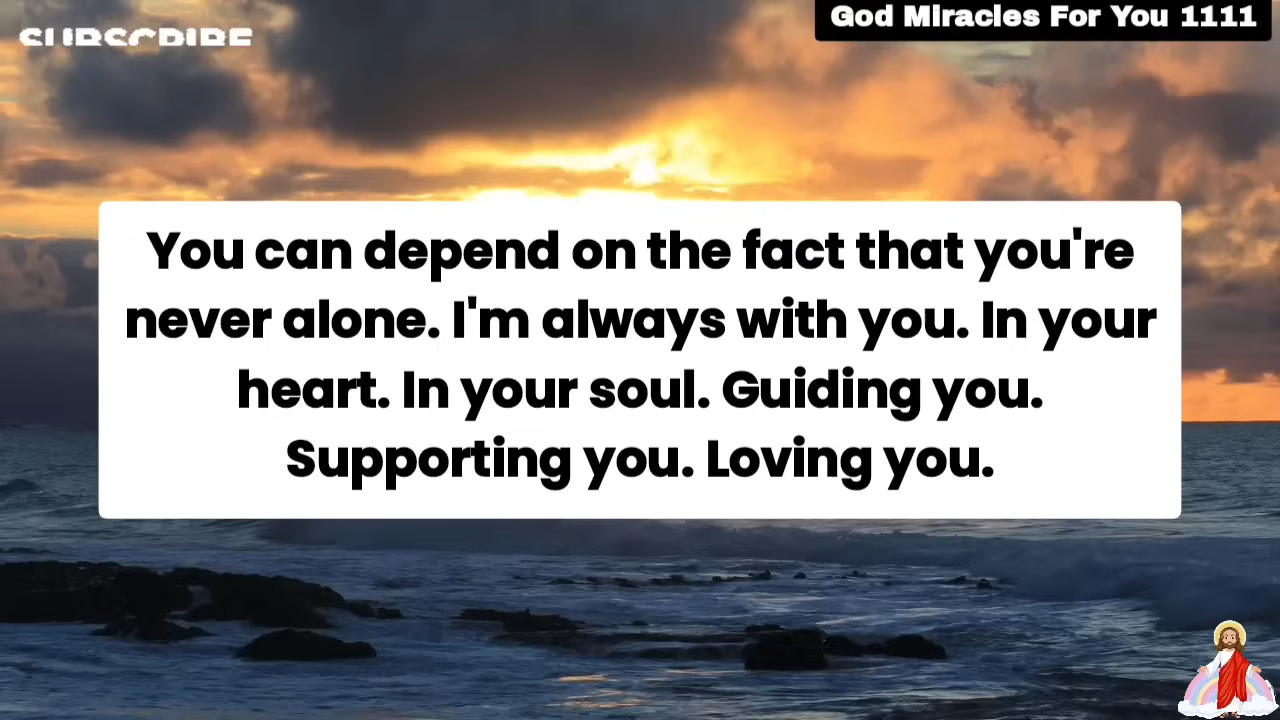 God Miracles For You 1111
You can depend on the fact that you're
never alone. I'm always with you. In your
heart. In your soul. Guiding you.
Supporting you. Loving you.